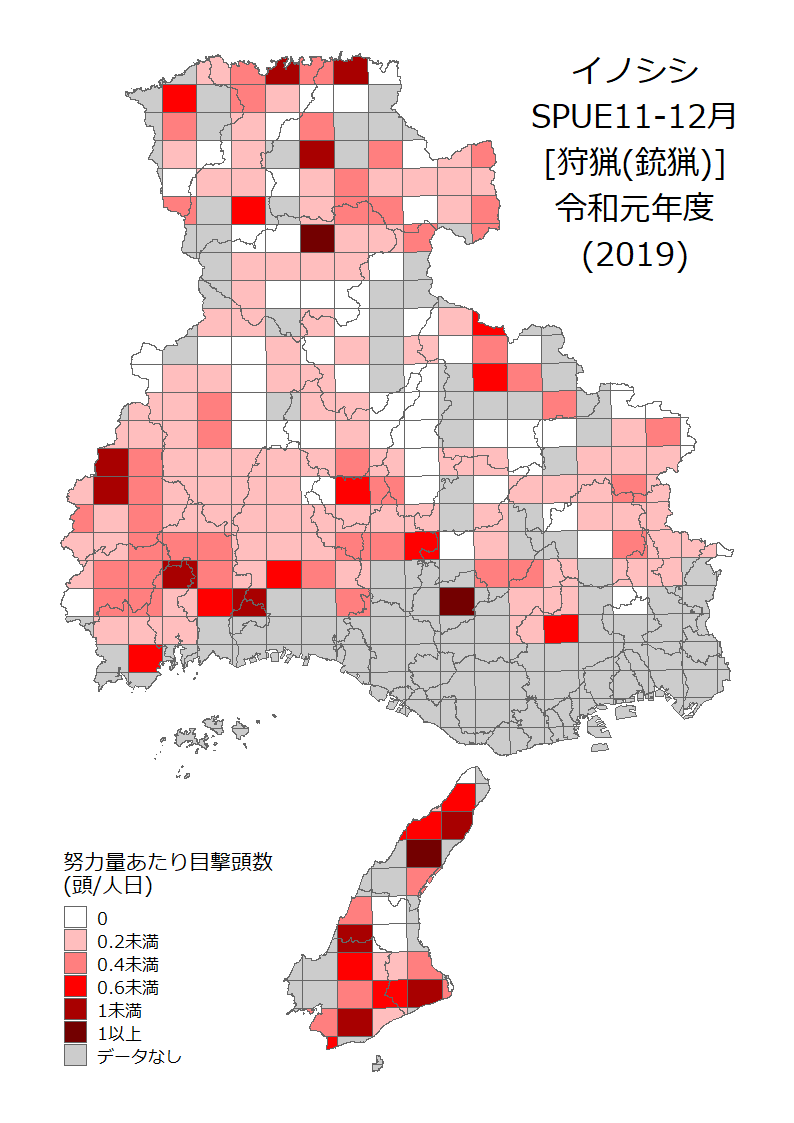 イノシシ
SPUE11-12月
[狩猟(銃猟)]
令和元年度
(2019)
努力量あたり目撃頭数
(頭/人日)
0
0.2未満
0.4未満
0.6未満
1未満
1以上
データなし